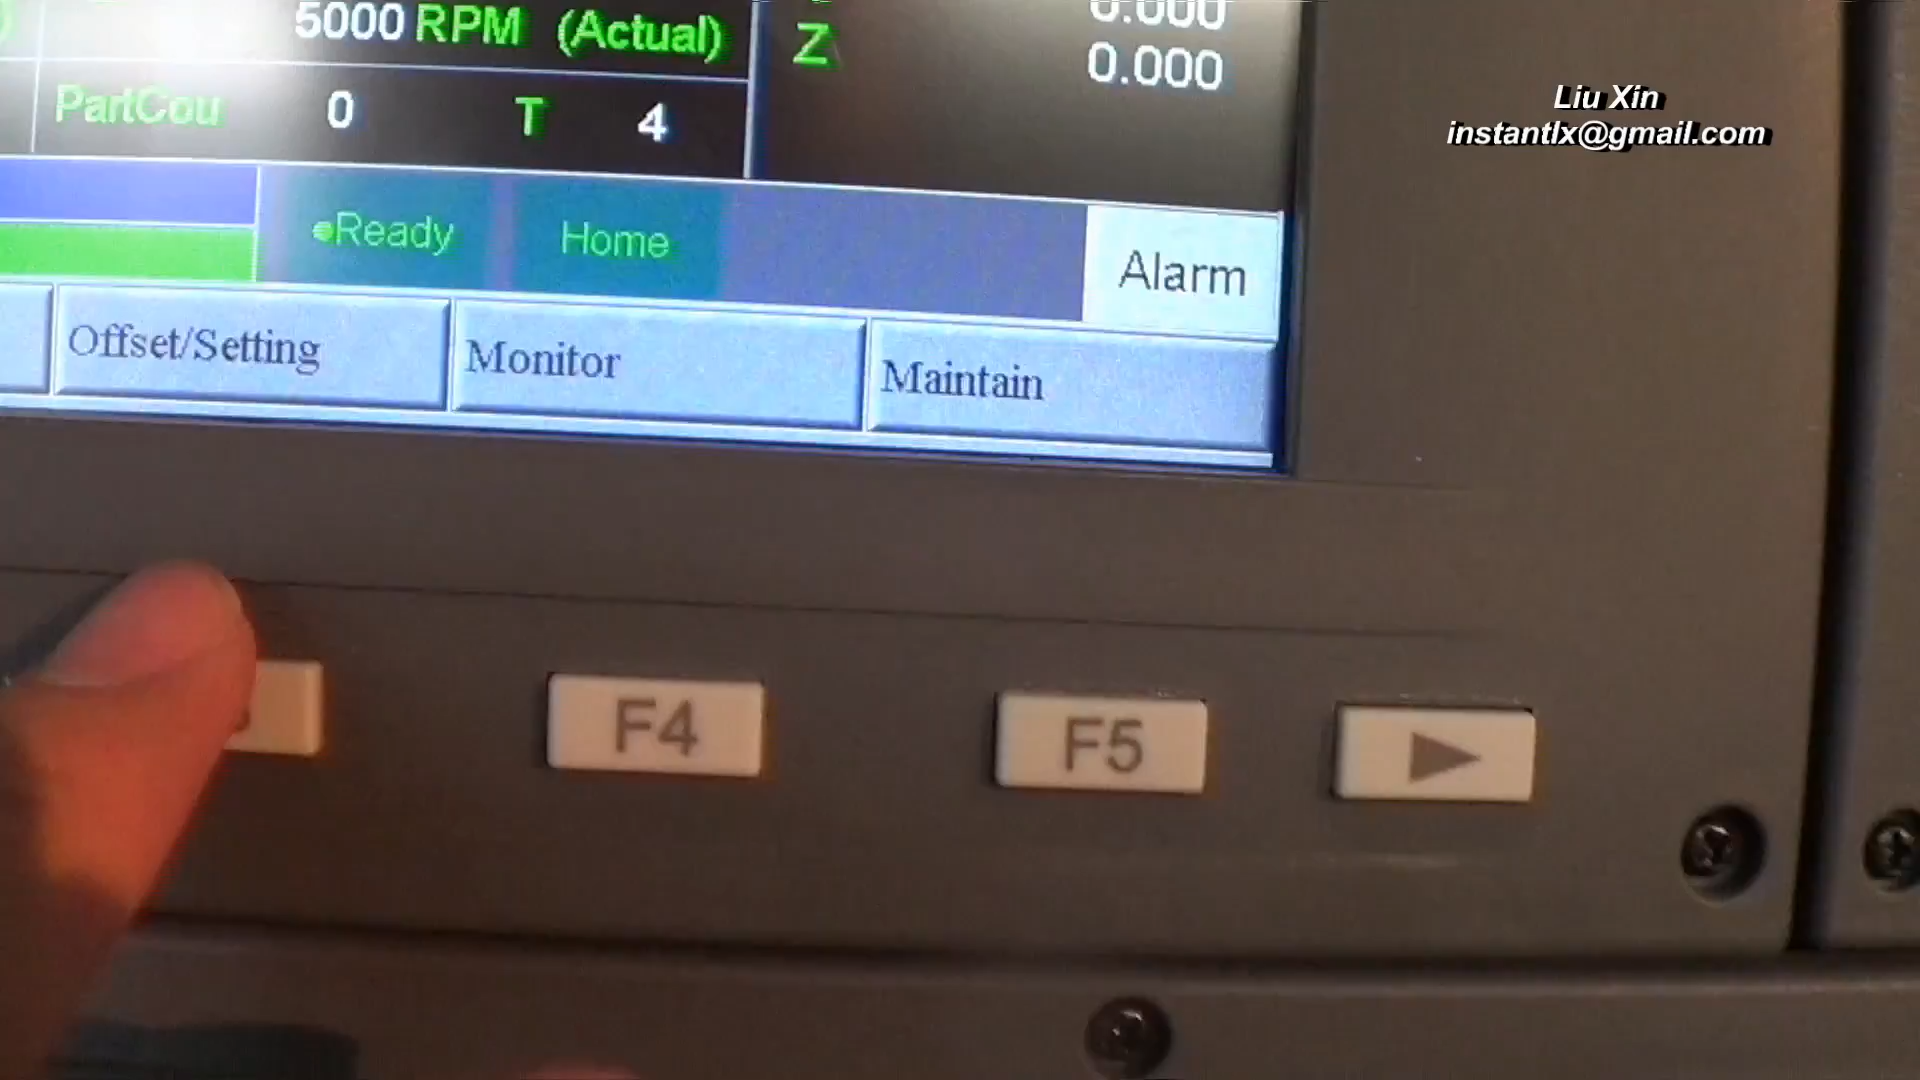 5000 RPM (Actual)
0.000
Z 0.000
PartCou 0 T 4
Liu Xin
instantlx@gmail.com
Ready Home Alarm
Offset/Setting Monitor Maintain
F4 F5